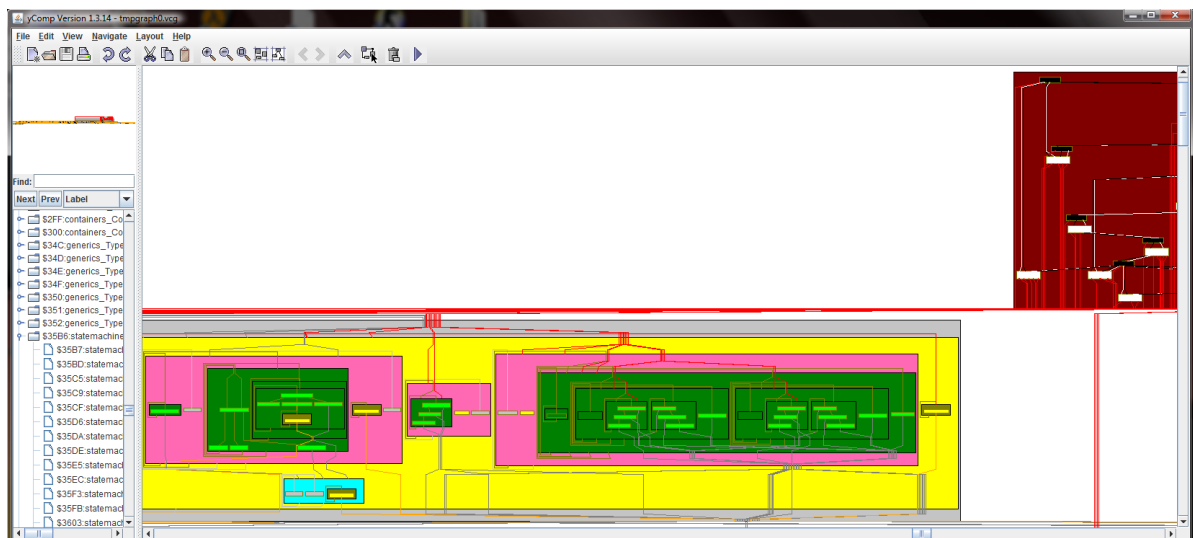 yComp Version 1.3.14 - tmpgraph0.vcg
File Edit View Navigate Layout Help
Find:
Next Prev Label
$2FF:containers_Co
$300:containers_Co
$34C:generics_Type
$34D:generics_Type
$34E:generics_Type
$34F:generics_Type
$350:generics_Type
$351:generics_Type
$352:generics_Type
$35B6:statemachine
$35B7:statemacl
$35BD:statemac
$35C5:statemac
$35C9:statemac
$35CF:statemac
$35D6:statemac
$35DA:statemac
$35DE:statemac
$35E5:statemac
$35EC:statemac
$35F3:statemacl
$35FB:statemac
$3603:statemacl